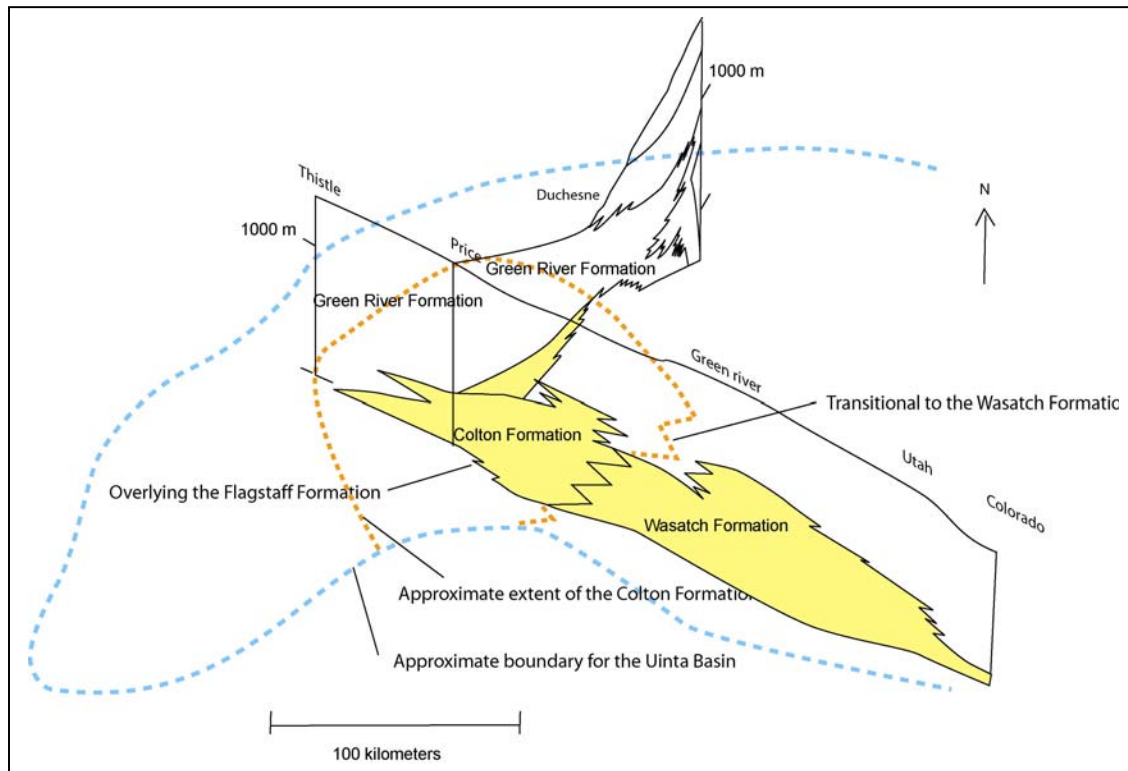 1000 m
Thistle
Duchesne
N
1000 m
Price
Green River Formation
Green River Formation
Green river
Transitional to the Wasatch Formatic
Colton Formation
Utah
Overlying the Flagstaff Formation
Colorado
Wasatch Formation
Approximate extent of the Colton Formation
Approximate boundary for the Uinta Basin
100 kilometers